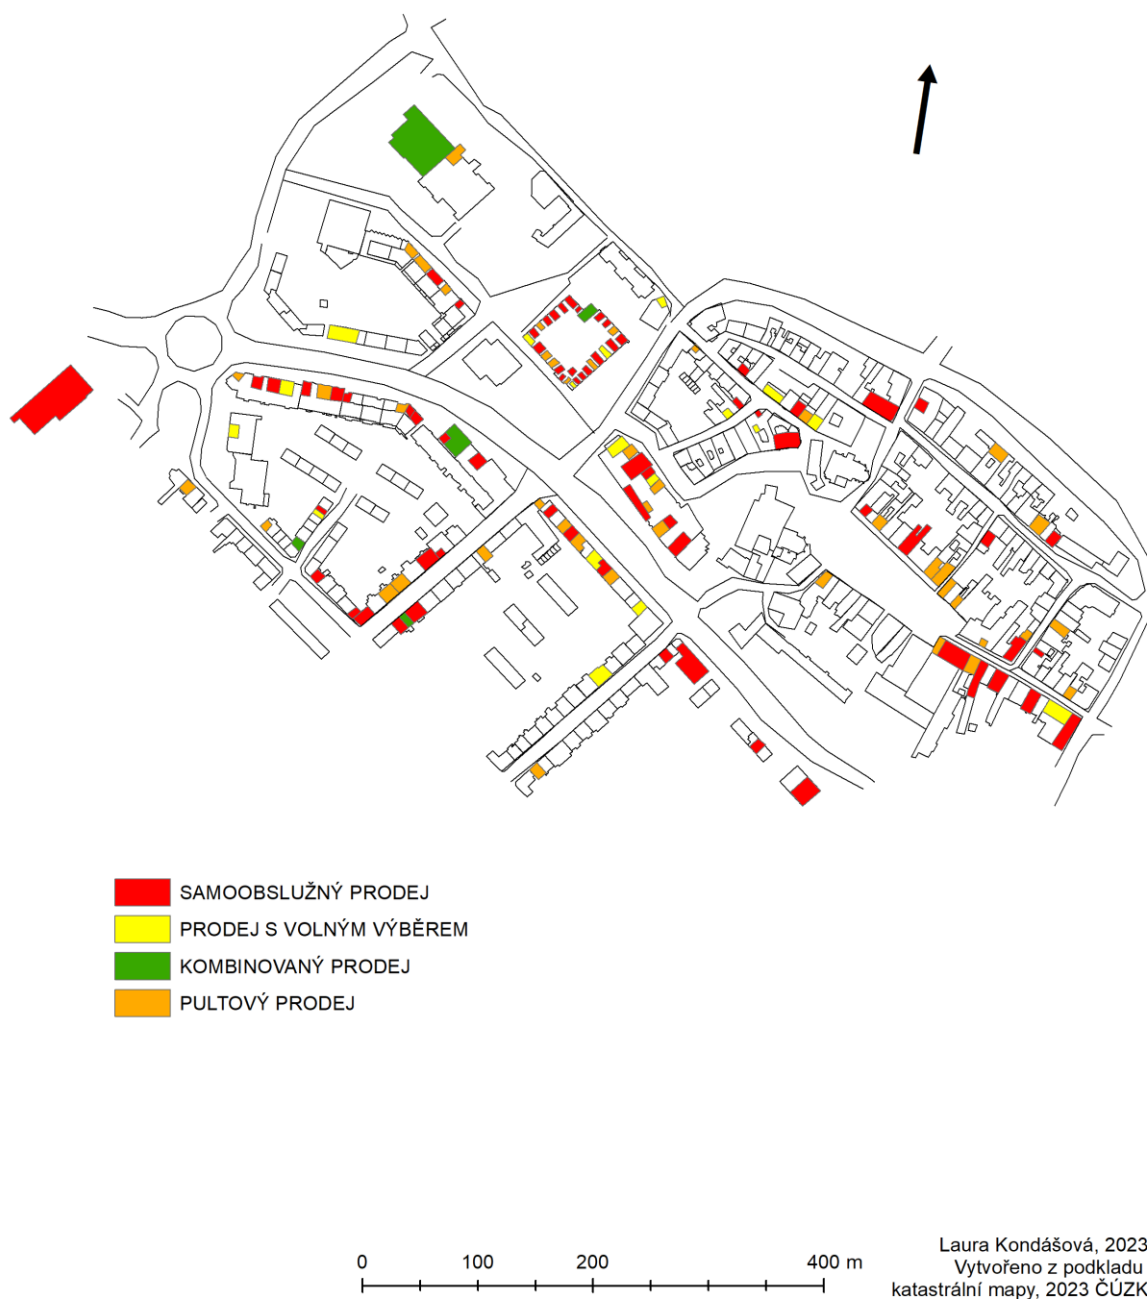 SAMOOBSLUŽNÝ PRODEJ
PRODEJ S VOLNÝM VÝBĚREM
KOMBINOVANÝ PRODEJ
PULTOVÝ PRODEJ
0 100 200 400 m
Laura Kondášová, 2023
Vytvořeno z podkladu
katastrální mapy, 2023 ČÚZK